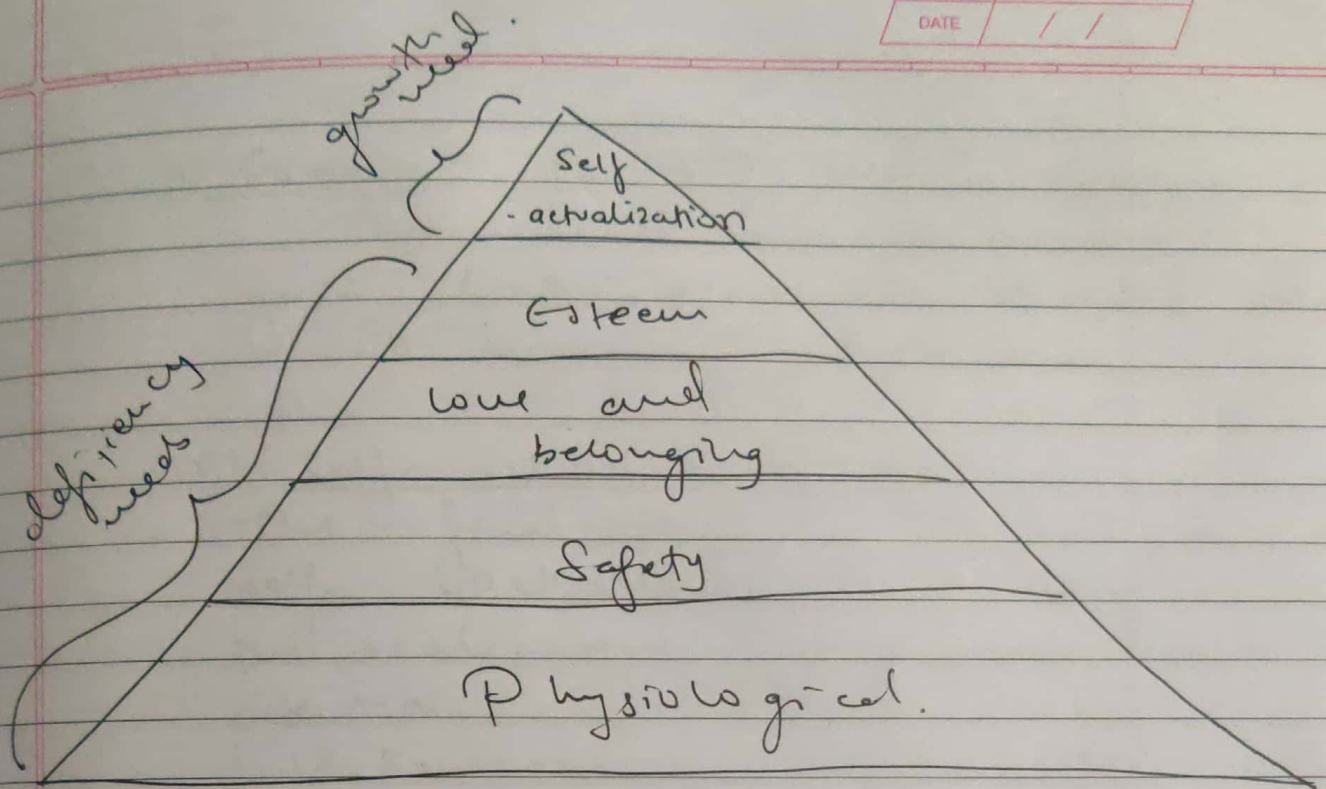 DATE / /
growth
need.
Self
-actualization
Esteem
love and
belonging
deficiency
needs
Safety
Physiological.